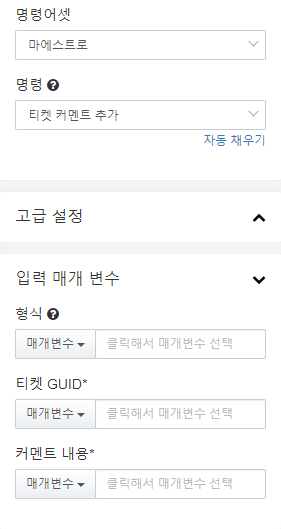 명령어셋
마에스트로
명령
티켓 커멘트 추가
자동 채우기
고급 설정
입력 매개 변수
형식
매개변수 클릭해서 매개변수 선택
티켓 GUID*
매개변수 클릭해서 매개변수 선택
커멘트 내용*
매개변수 클릭해서 매개변수 선택